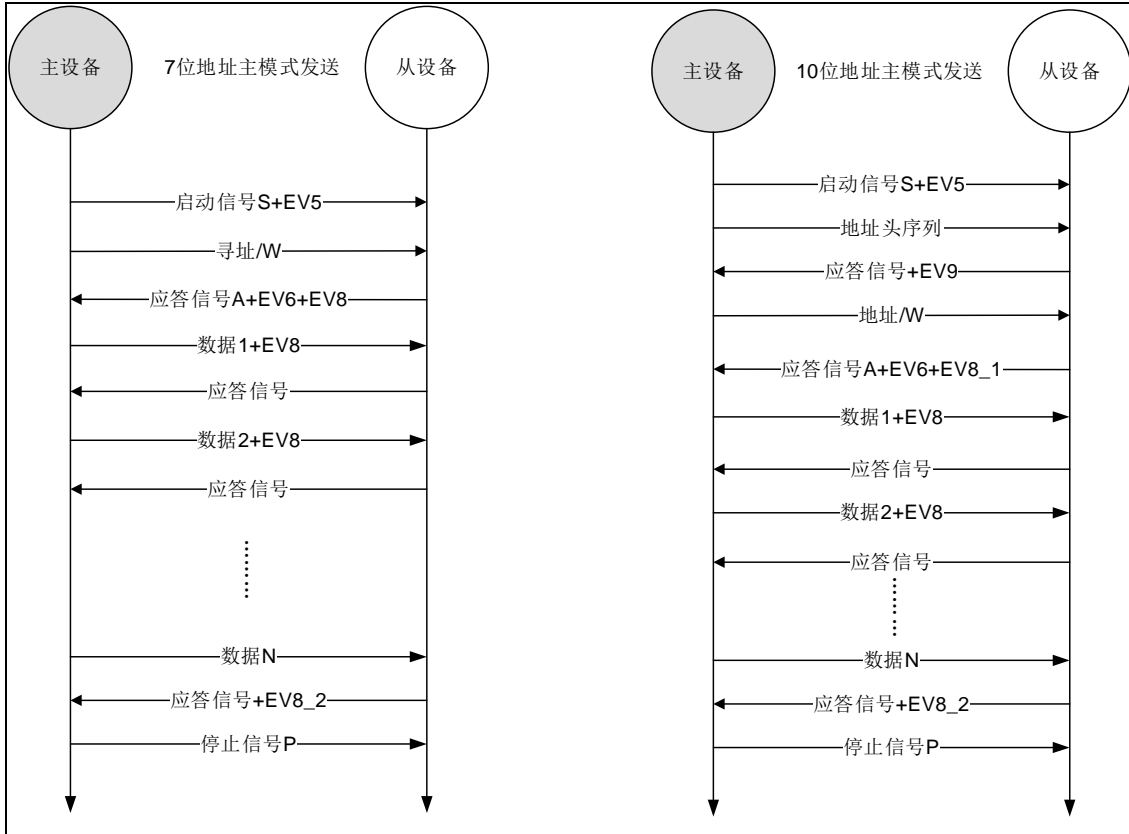 主设备
7位地址主模式发送
从设备
启动信号S+EV5
寻址/W
应答信号A+EV6+EV8
数据1+EV8
应答信号
数据2+EV8
应答信号
数据N
应答信号+EV8_2
停止信号P
主设备
10位地址主模式发送
从设备
启动信号S+EV5
地址头序列
应答信号+EV9
地址/W
应答信号A+EV6+EV8_1
数据1+EV8
应答信号
数据2+EV8
应答信号
数据N
应答信号+EV8_2
停止信号P